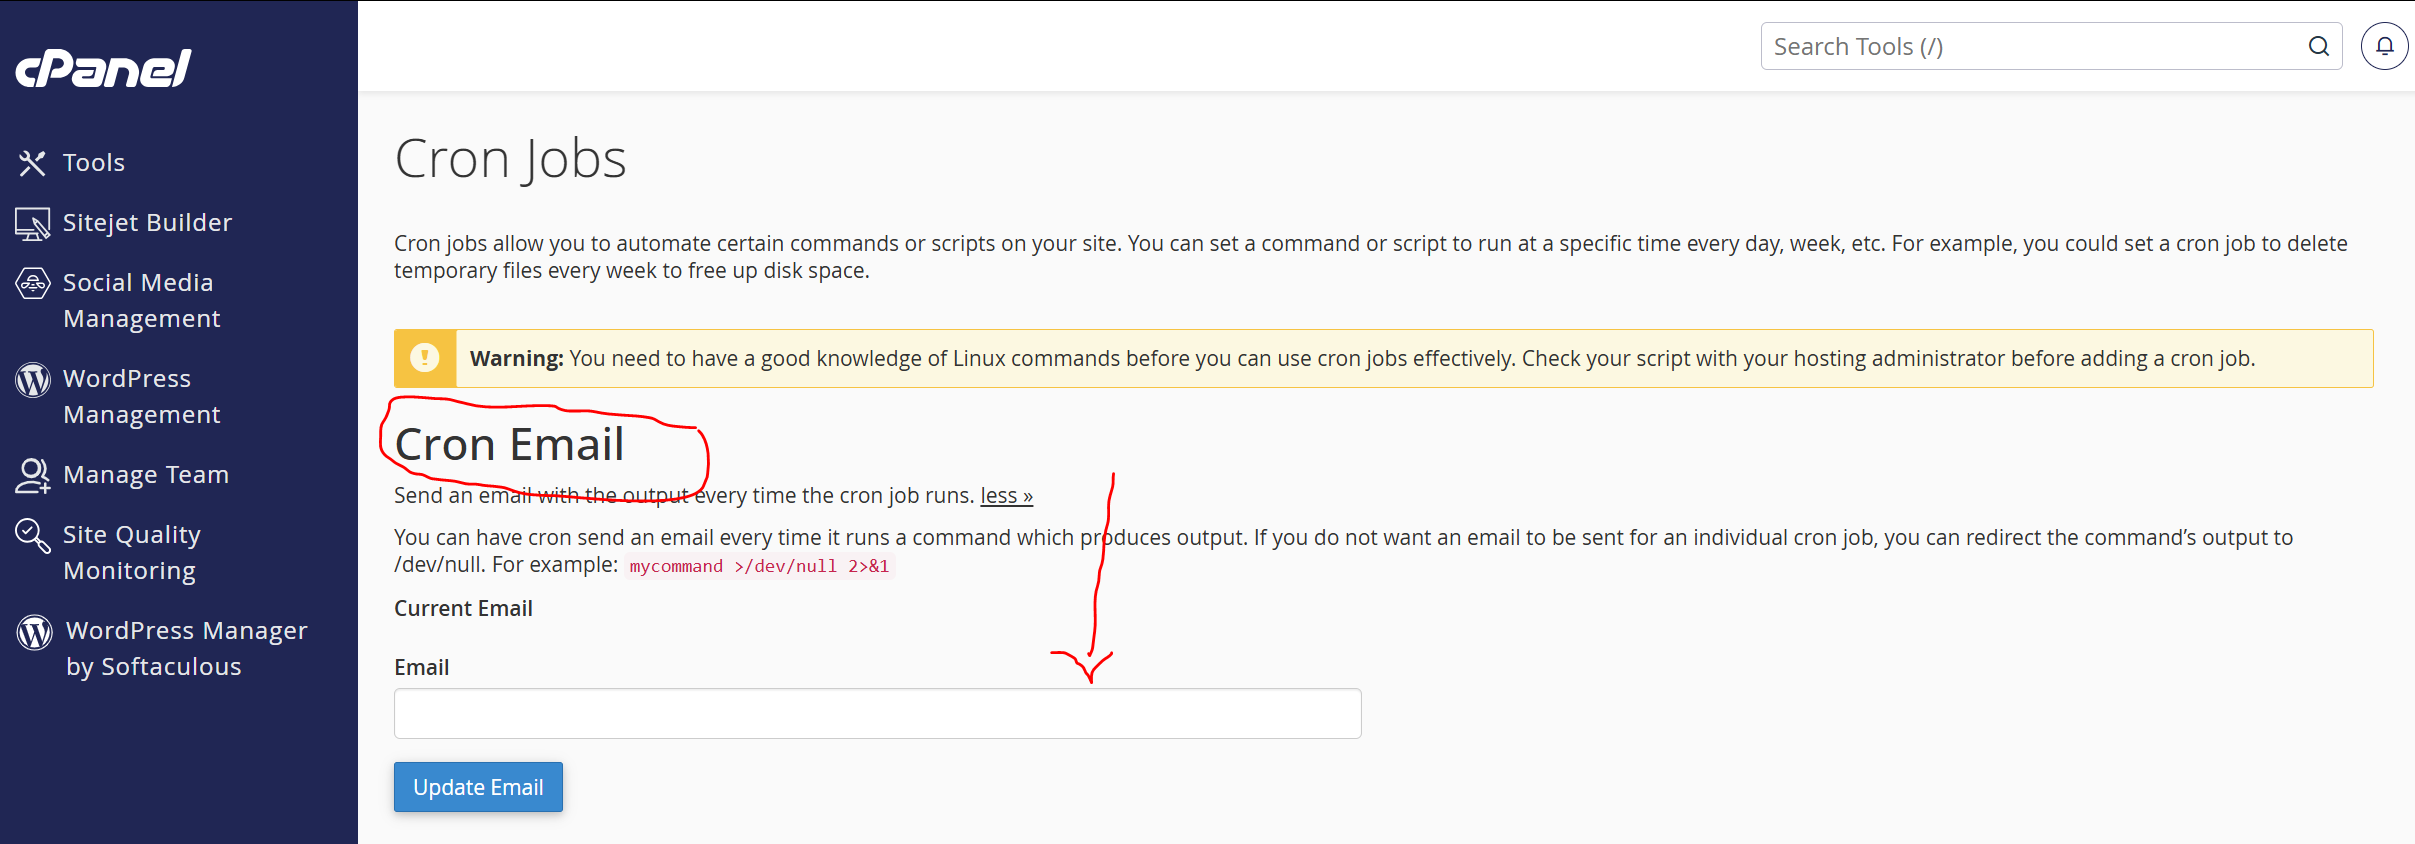 cPanel
Search Tools (/)
Tools
Sitejet Builder
Social Media
Management
WordPress
Management
Manage Team
Site Quality
Monitoring
WordPress Manager
by Softaculous
Cron Jobs
Cron jobs allow you to automate certain commands or scripts on your site. You can set a command or script to run at a specific time every day, week, etc. For example, you could set a cron job to delete
temporary files every week to free up disk space.
Warning: You need to have a good knowledge of Linux commands before you can use cron jobs effectively. Check your script with your hosting administrator before adding a cron job.
Cron Email
Send an email with the output every time the cron job runs. less »
You can have cron send an email every time it runs a command which produces output. If you do not want an email to be sent for an individual cron job, you can redirect the command’s output to
/dev/null. For example: mycommand >/dev/null 2>&1
Current Email
Email
Update Email